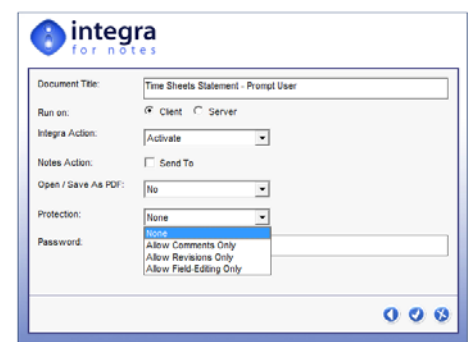 integra
for notes
Document Title: Time Sheets Statement - Prompt User
Run on: Client Server
Integra Action: Activate
Notes Action: Send To
Open / Save As PDF: No
Protection: None
None
Password: Allow Comments Only
Allow Revisions Only
Allow Field-Editing Only